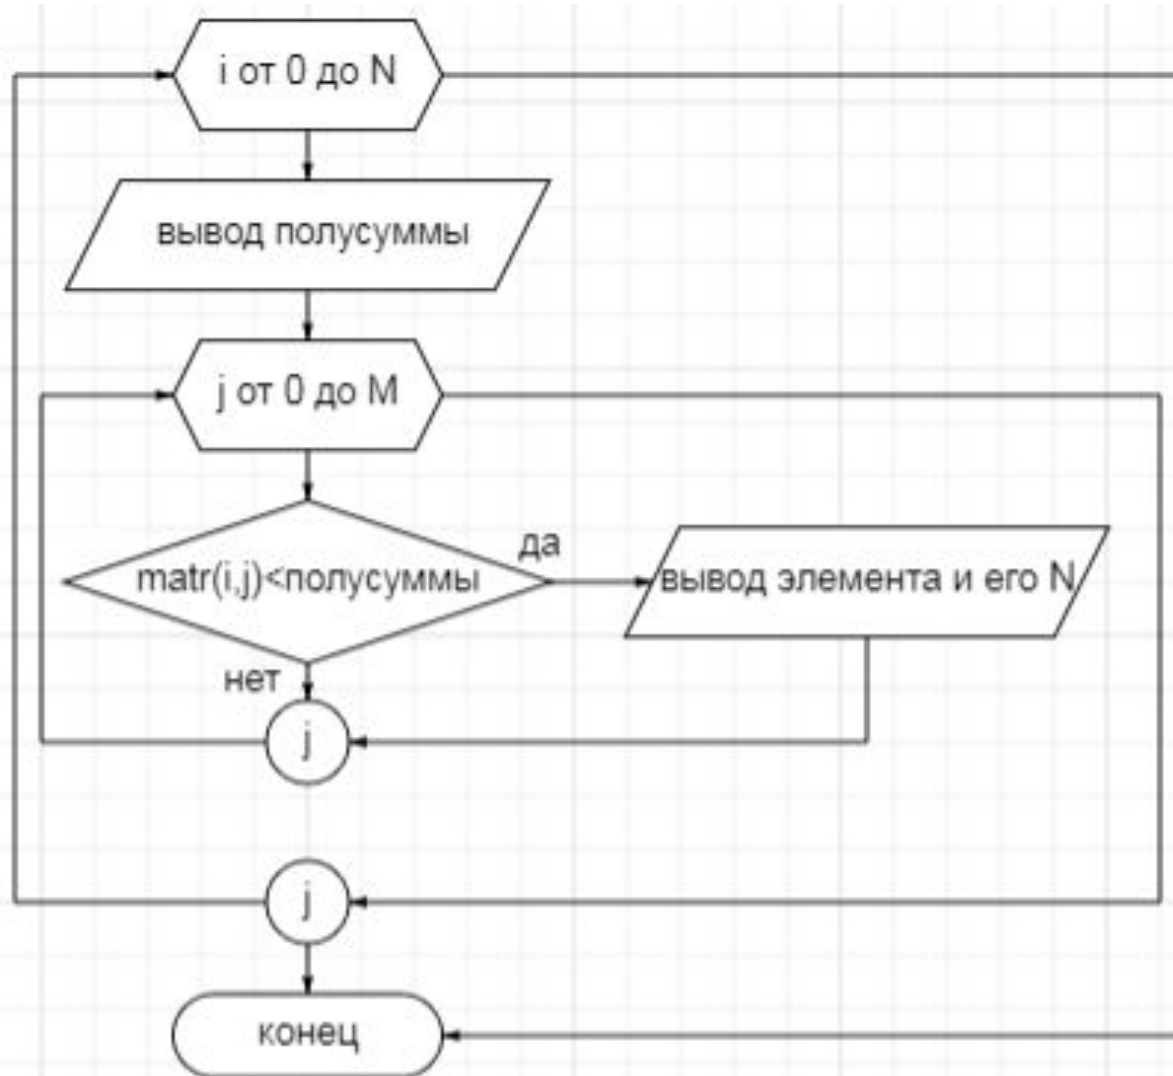 i от 0 до N
вывод полусуммы
j от 0 до M
matr(i,j)<полусуммы
да
вывод элемента и его N
нет
j
j
конец